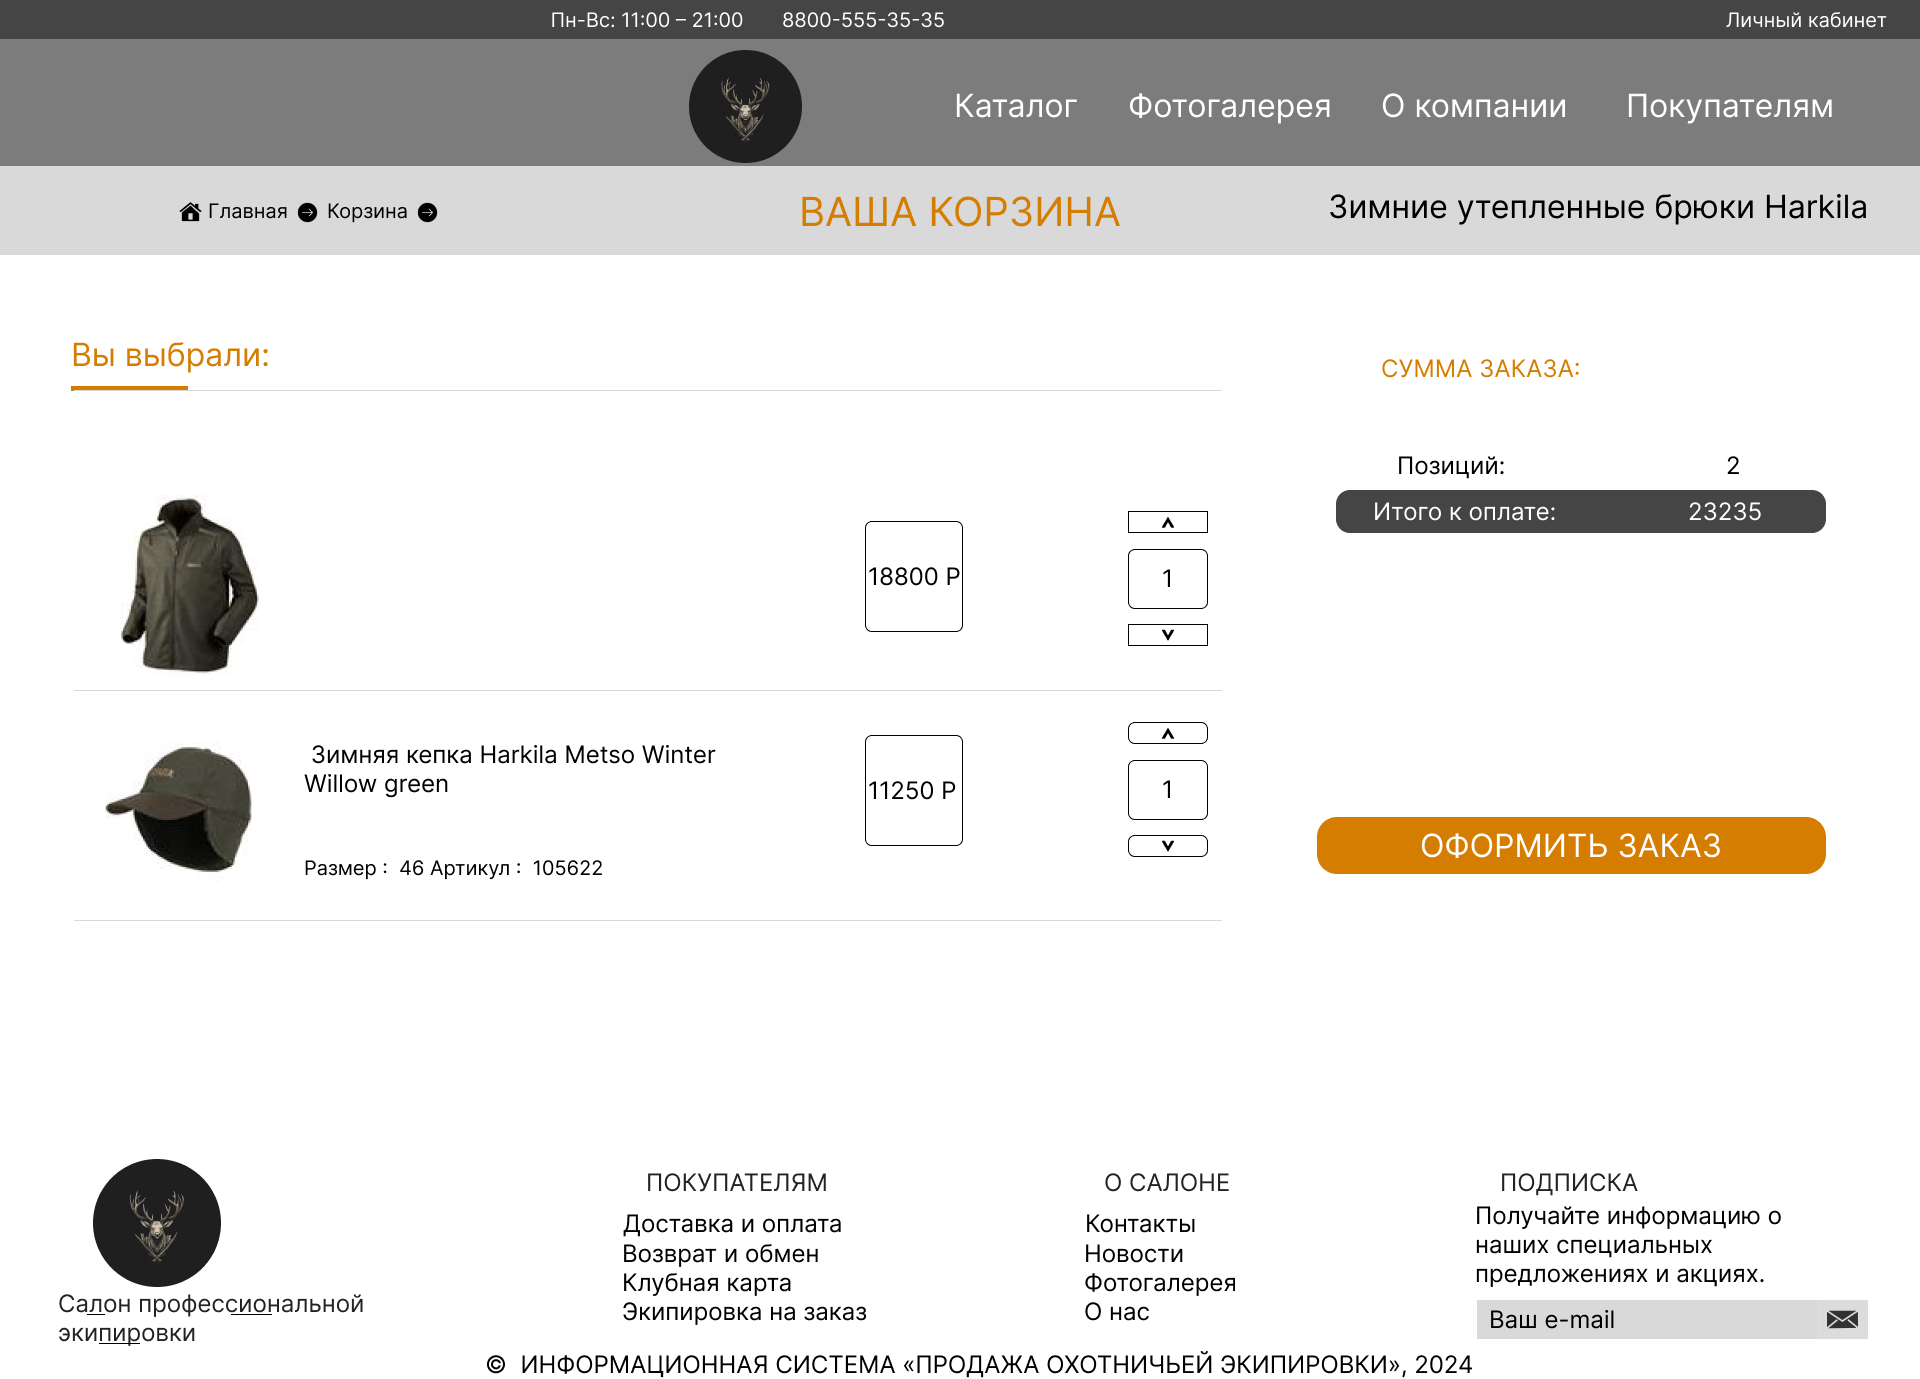 Пн-Вс: 11:00 – 21:00 8800-555-35-35 Личный кабинет
Каталог Фотогалерея О компании Покупателям
Главная Корзина ВАША КОРЗИНА Зимние утепленные брюки Harkila
Вы выбрали:
СУММА ЗАКАЗА:
Позиций: 2
Итого к оплате: 23235
18800 Р
1
Зимняя кепка Harkila Metso Winter
Willow green
Размер : 46 Артикул : 105622
11250 Р
1
ОФОРМИТЬ ЗАКАЗ
Салон профессиональной
экипировки
ПОКУПАТЕЛЯМ
Доставка и оплата
Возврат и обмен
Клубная карта
Экипировка на заказ
О САЛОНЕ
Контакты
Новости
Фотогалерея
О нас
ПОДПИСКА
Получайте информацию о
наших специальных
предложениях и акциях.
Ваш e-mail
© ИНФОРМАЦИОННАЯ СИСТЕМА «ПРОДАЖА ОХОТНИЧЬЕЙ ЭКИПИРОВКИ», 2024